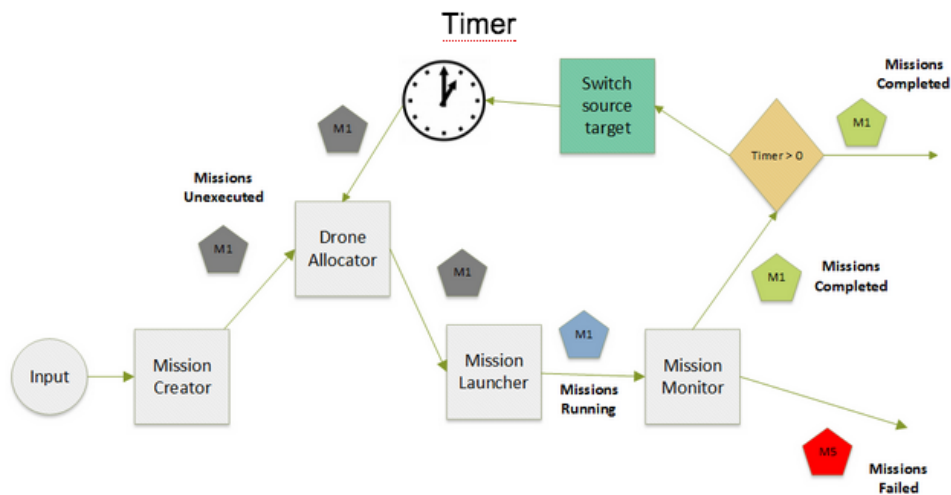 Timer
Missions
Completed
Switch
source
target
M1
M1
Timer > 0
Missions
Unexecuted
M1
Drone
Allocator
M1
M1
Missions
Completed
M1
Input
Mission
Creator
Mission
Launcher
Missions
Running
Mission
Monitor
M5
Missions
Failed